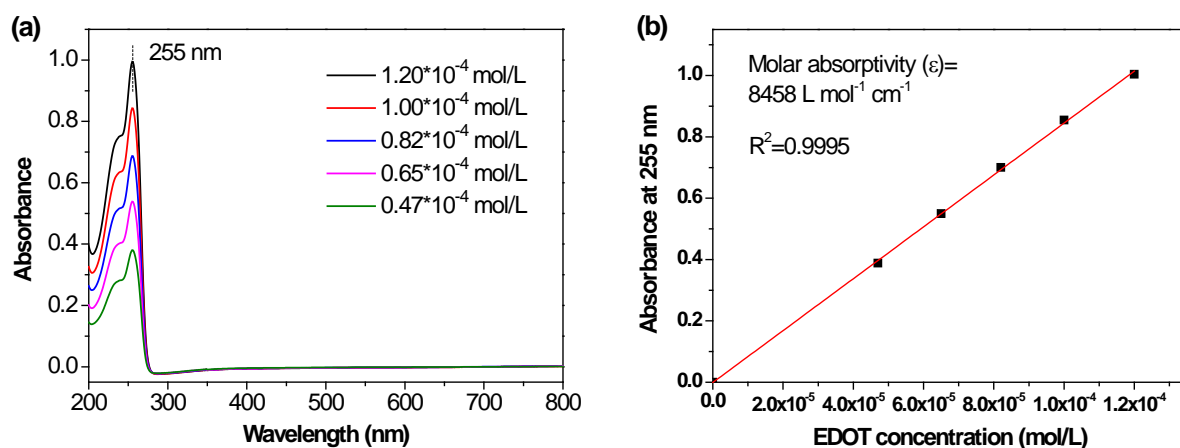 (a)
255 nm
1.20*10⁻⁴ mol/L
1.00*10⁻⁴ mol/L
0.82*10⁻⁴ mol/L
0.65*10⁻⁴ mol/L
0.47*10⁻⁴ mol/L
Absorbance
1.0
0.8
0.6
0.4
0.2
0.0
200 300 400 500 600 700 800
Wavelength (nm)
(b)
Molar absorptivity (ε)=
8458 L mol⁻¹ cm⁻¹
R²=0.9995
Absorbance at 255 nm
1.0
0.8
0.6
0.4
0.2
0.0
0.0 2.0x10⁻⁵ 4.0x10⁻⁵ 6.0x10⁻⁵ 8.0x10⁻⁵ 1.0x10⁻⁴ 1.2x10⁻⁴
EDOT concentration (mol/L)